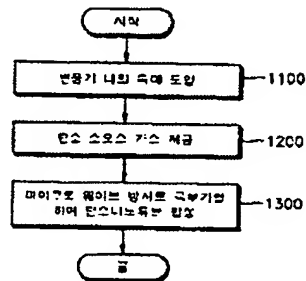 시작
반응기 내의 촉매 도입
1100
탄소 소오스 가스 제공
1200
마이크로 웨이브 방사로 국부가열
하여 탄소나노튜브 합성
1300
끝